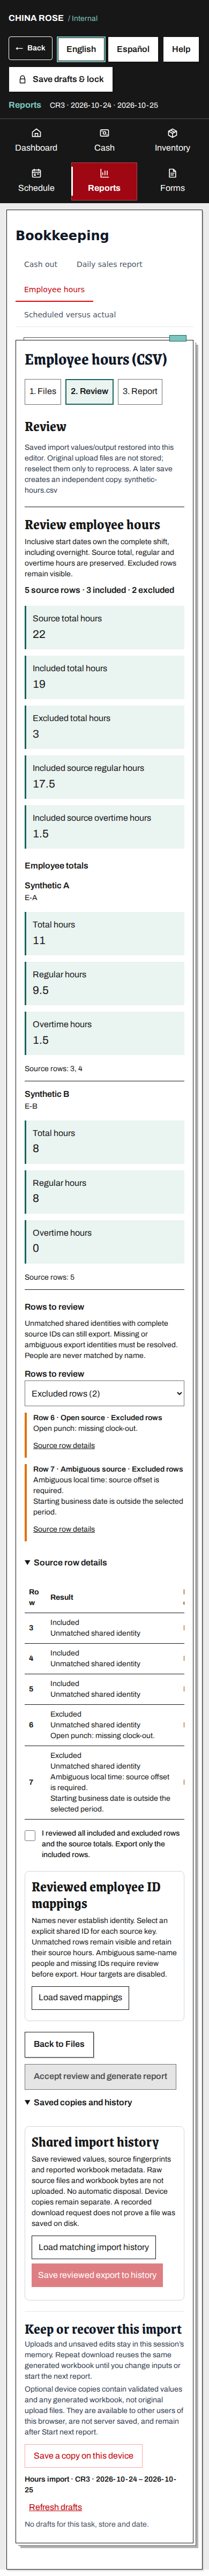 CHINA ROSE / Internal
← Back
English
Español
Help
Save drafts & lock
Reports CR3 · 2026-10-24 · 2026-10-25
Dashboard
Cash
Inventory
Schedule
Reports
Forms
Bookkeeping
Cash out
Daily sales report
Employee hours
Scheduled versus actual
Employee hours (CSV)
1. Files
2. Review
3. Report
Review
Saved import values/output restored into this
editor. Original upload files are not stored;
reselect them only to reprocess. A later save
creates an independent copy. synthetic-
hours.csv
Review employee hours
Inclusive start dates own the complete shift,
including overnight. Source total, regular and
overtime hours are preserved. Excluded rows
remain visible.
5 source rows · 3 included · 2 excluded
Source total hours
22
Included total hours
19
Excluded total hours
3
Included source regular hours
17.5
Included source overtime hours
1.5
Employee totals
Synthetic A
E-A
Total hours
11
Regular hours
9.5
Overtime hours
1.5
Source rows: 3, 4
Synthetic B
E-B
Total hours
8
Regular hours
8
Overtime hours
0
Source rows: 5
Rows to review
Unmatched shared identities with complete
source IDs can still export. Missing or
ambiguous export identities must be resolved.
People are never matched by name.
Rows to review
Excluded rows (2)
Row 6 · Open source · Excluded rows
Open punch: missing clock-out.
Source row details
Row 7 · Ambiguous source · Excluded rows
Ambiguous local time: source offset is
required.
Starting business date is outside the selected
period.
Source row details
▼ Source row details
Ro
w
Result
3
Included
Unmatched shared identity
4
Included
Unmatched shared identity
5
Included
Unmatched shared identity
6
Excluded
Unmatched shared identity
Open punch: missing clock-out.
7
Excluded
Unmatched shared identity
Ambiguous local time: source offset
is required.
Starting business date is outside the
selected period.
I reviewed all included and excluded rows
and the source totals. Export only the
included rows.
Reviewed employee ID
mappings
Names never establish identity. Select an
explicit shared ID for each source key.
Unmatched rows remain visible and retain
their source hours. Ambiguous same-name
people and missing IDs require review
before export. Hour targets are disabled.
Load saved mappings
Back to Files
Accept review and generate report
▼ Saved copies and history
Shared import history
Save reviewed values, source fingerprints
and reported workbook metadata. Raw
source files and workbook bytes are not
uploaded. No automatic disposal. Device
copies remain separate. A recorded
download request does not prove a file was
saved on disk.
Load matching import history
Save reviewed export to history
Keep or recover this import
Uploads and unsaved edits stay in this session's
memory. Repeat download reuses the same
generated workbook until you change inputs or
start the next report.
Optional device copies contain validated values
and any generated workbook, not original
upload files. They are available to other users of
this browser, are not server saved, and remain
after Start next report.
Save a copy on this device
Hours import · CR3 · 2026-10-24 – 2026-10-
25
Refresh drafts
No drafts for this task, store and date.